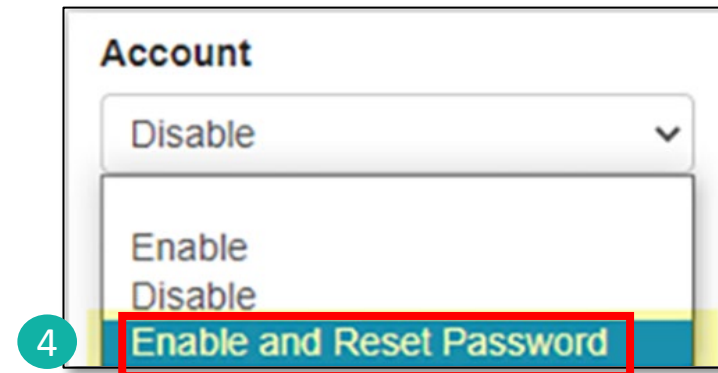 Account
Disable
Enable
Disable
4 Enable and Reset Password